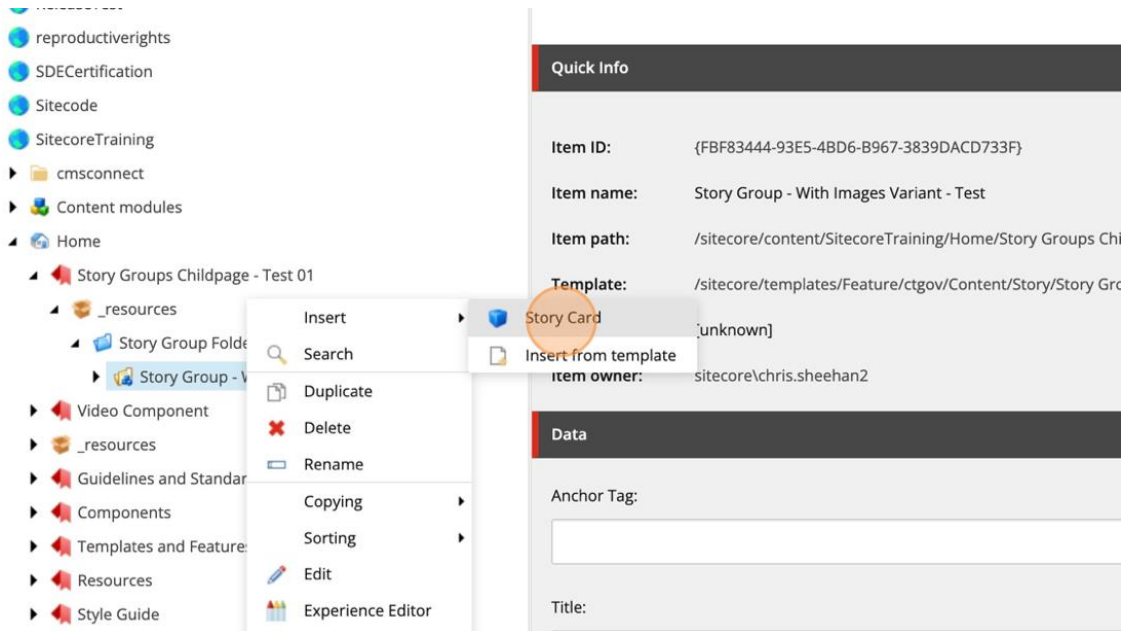 reproductiverights
SDECertification
Sitecode
SitecoreTraining
cmsconnect
Content modules
Home
Story Groups Childpage - Test 01
_resources
Story Group Folde
Story Group - W
Video Component
_resources
Guidelines and Standar
Components
Templates and Feature
Resources
Style Guide
Insert
Search
Duplicate
Delete
Rename
Copying
Sorting
Edit
Experience Editor
Story Card
Insert from template
Quick Info
Item ID: {FBF83444-93E5-4BD6-B967-3839DACD733F}
Item name: Story Group - With Images Variant - Test
Item path: /sitecore/content/SitecoreTraining/Home/Story Groups Chi
Template: /sitecore/templates/Feature/ctgov/Content/Story/Story Gro
[unknown]
Item owner: sitecore\chris.sheehan2
Data
Anchor Tag:
Title: